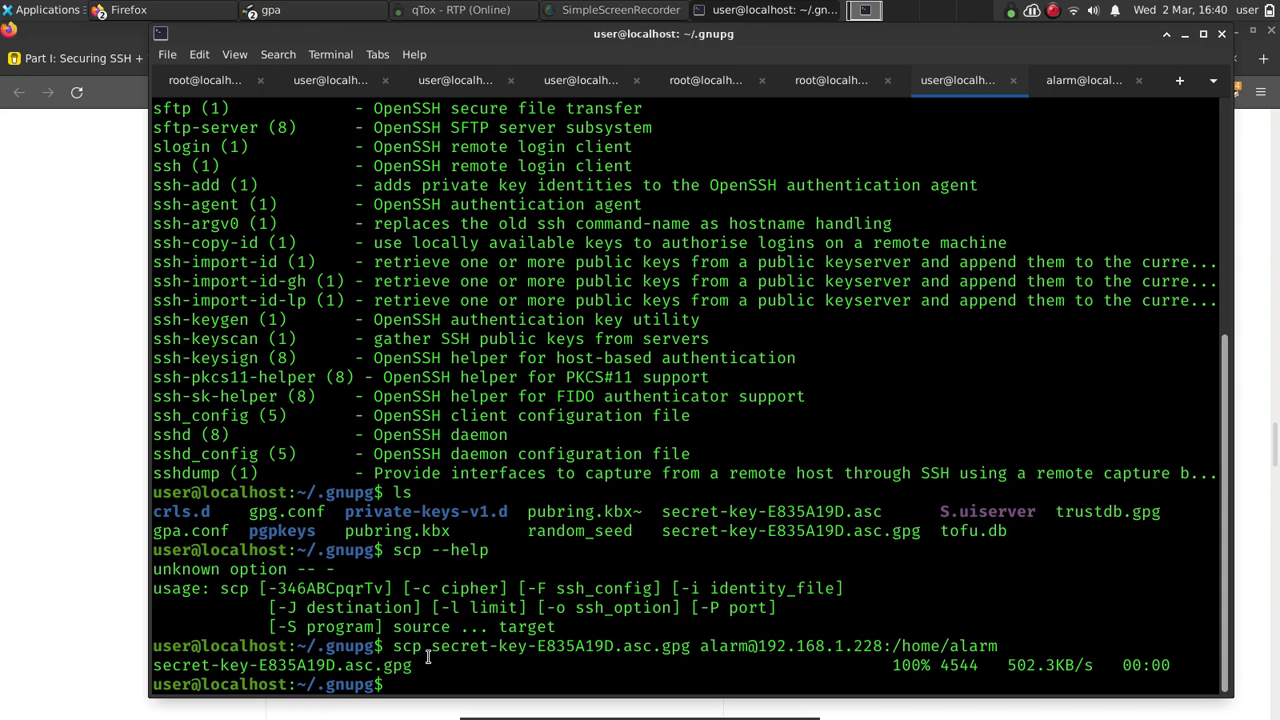 Applications Firefox gpa qTox - RTP (Online) SimpleScreenRecorder user@localhost: ~/.gn... Wed 2 Mar, 16:40 user
2 2
Part I: Securing SSH +
user@localhost: ~/.gnupg
File Edit View Search Terminal Tabs Help
root@localh... × user@localh... × user@localh... × user@localh... × root@localh... × root@localh... × user@localh... × alarm@local... ×
sftp (1) - OpenSSH secure file transfer
sftp-server (8) - OpenSSH SFTP server subsystem
slogin (1) - OpenSSH remote login client
ssh (1) - OpenSSH remote login client
ssh-add (1) - adds private key identities to the OpenSSH authentication agent
ssh-agent (1) - OpenSSH authentication agent
ssh-argv0 (1) - replaces the old ssh command-name as hostname handling
ssh-copy-id (1) - use locally available keys to authorise logins on a remote machine
ssh-import-id (1) - retrieve one or more public keys from a public keyserver and append them to the curre...
ssh-import-id-gh (1) - retrieve one or more public keys from a public keyserver and append them to the curre...
ssh-import-id-lp (1) - retrieve one or more public keys from a public keyserver and append them to the curre...
ssh-keygen (1) - OpenSSH authentication key utility
ssh-keyscan (1) - gather SSH public keys from servers
ssh-keysign (8) - OpenSSH helper for host-based authentication
ssh-pkcs11-helper (8) - OpenSSH helper for PKCS#11 support
ssh-sk-helper (8) - OpenSSH helper for FIDO authenticator support
ssh_config (5) - OpenSSH client configuration file
sshd (8) - OpenSSH daemon
sshd_config (5) - OpenSSH daemon configuration file
sshdump (1) - Provide interfaces to capture from a remote host through SSH using a remote capture b...
user@localhost:~/.gnupg$ ls
crls.d gpg.conf private-keys-v1.d pubring.kbx~ secret-key-E835A19D.asc S.uiserver trustdb.gpg
gpa.conf pgpkeys pubring.kbx random_seed secret-key-E835A19D.asc.gpg tofu.db
user@localhost:~/.gnupg$ scp --help
unknown option -- -
usage: scp [-346ABCpqrTv] [-c cipher] [-F ssh_config] [-i identity_file]
[-J destination] [-l limit] [-o ssh_option] [-P port]
[-S program] source ... target
user@localhost:~/.gnupg$ scp secret-key-E835A19D.asc.gpg alarm@192.168.1.228:/home/alarm
secret-key-E835A19D.asc.gpg 100% 4544 502.3KB/s 00:00
user@localhost:~/.gnupg$